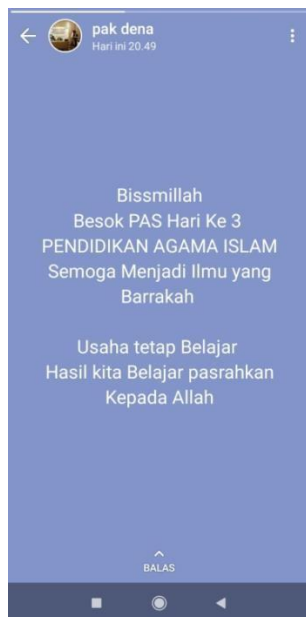 pak dena
Hari ini 20.49
Bissmillah
Besok PAS Hari Ke 3
PENDIDIKAN AGAMA ISLAM
Semoga Menjadi Ilmu yang
Barrakah
Usaha tetap Belajar
Hasil kita Belajar pasrahkan
Kepada Allah
BALAS